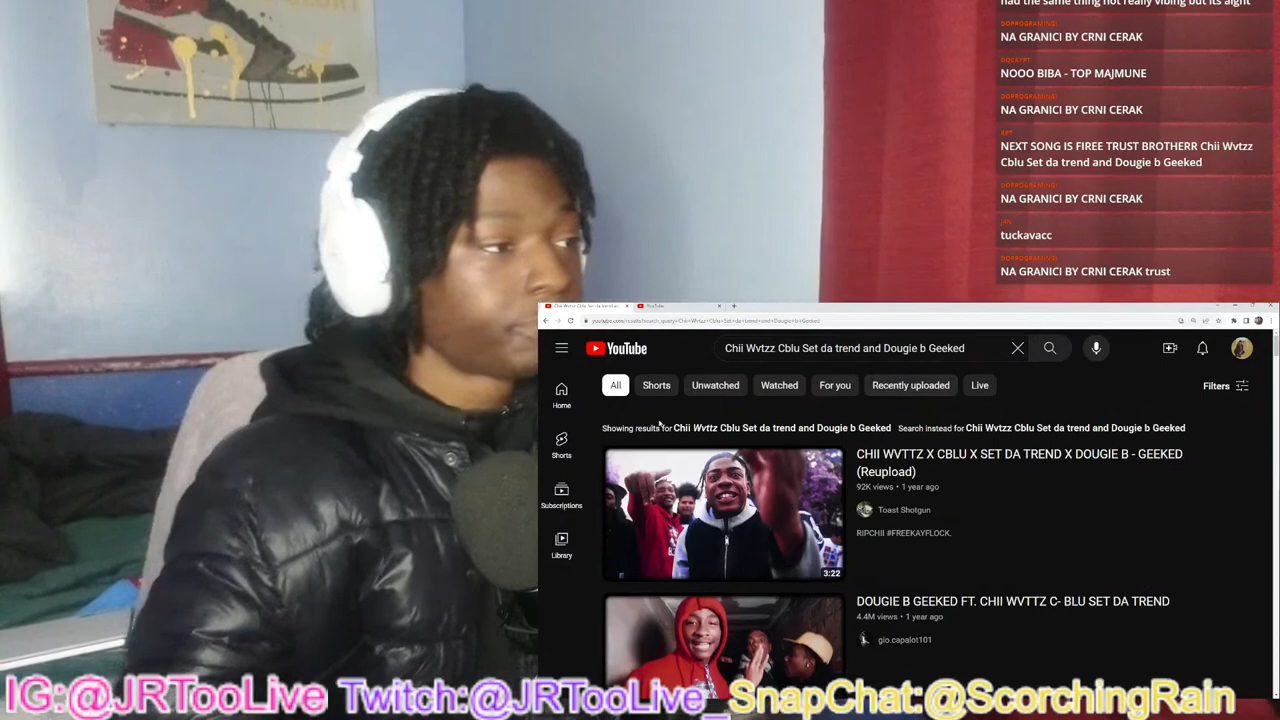 had the same thing not really vibing but its aight
NA GRANICI BY CRNI CERAK
NOOO BIBA - TOP MAJMUNE
NA GRANICI BY CRNI CERAK
NEXT SONG IS FIREE TRUST BROTHERR Chii Wvtzz
Cblu Set da trend and Dougie b Geeked
NA GRANICI BY CRNI CERAK
tuckavacc
NA GRANICI BY CRNI CERAK trust
YouTube
YouTube
Chii Wvtzz Cblu Set da trend and Dougie b Geeked
All
Shorts
Unwatched
Watched
For you
Recently uploaded
Live
Filters
Home
Shorts
Subscriptions
Library
Showing results for Chii Wvttz Cblu Set da trend and Dougie b Geeked
Search instead for Chii Wvtzz Cblu Set da trend and Dougie b Geeked
CHII WVTTZ X CBLU X SET DA TREND X DOUGIE B - GEEKED
(Reupload)
92K views • 1 year ago
Toast Shotgun
RIPCHII #FREEKAYFLOCK.
3:22
DOUGIE B GEEKED FT. CHII WVTTZ C- BLU SET DA TREND
4.4M views • 1 year ago
gio.capalot101
IG:@JRTooLive Twitch:@JRTooLive_SnapChat:@ScorchingRain